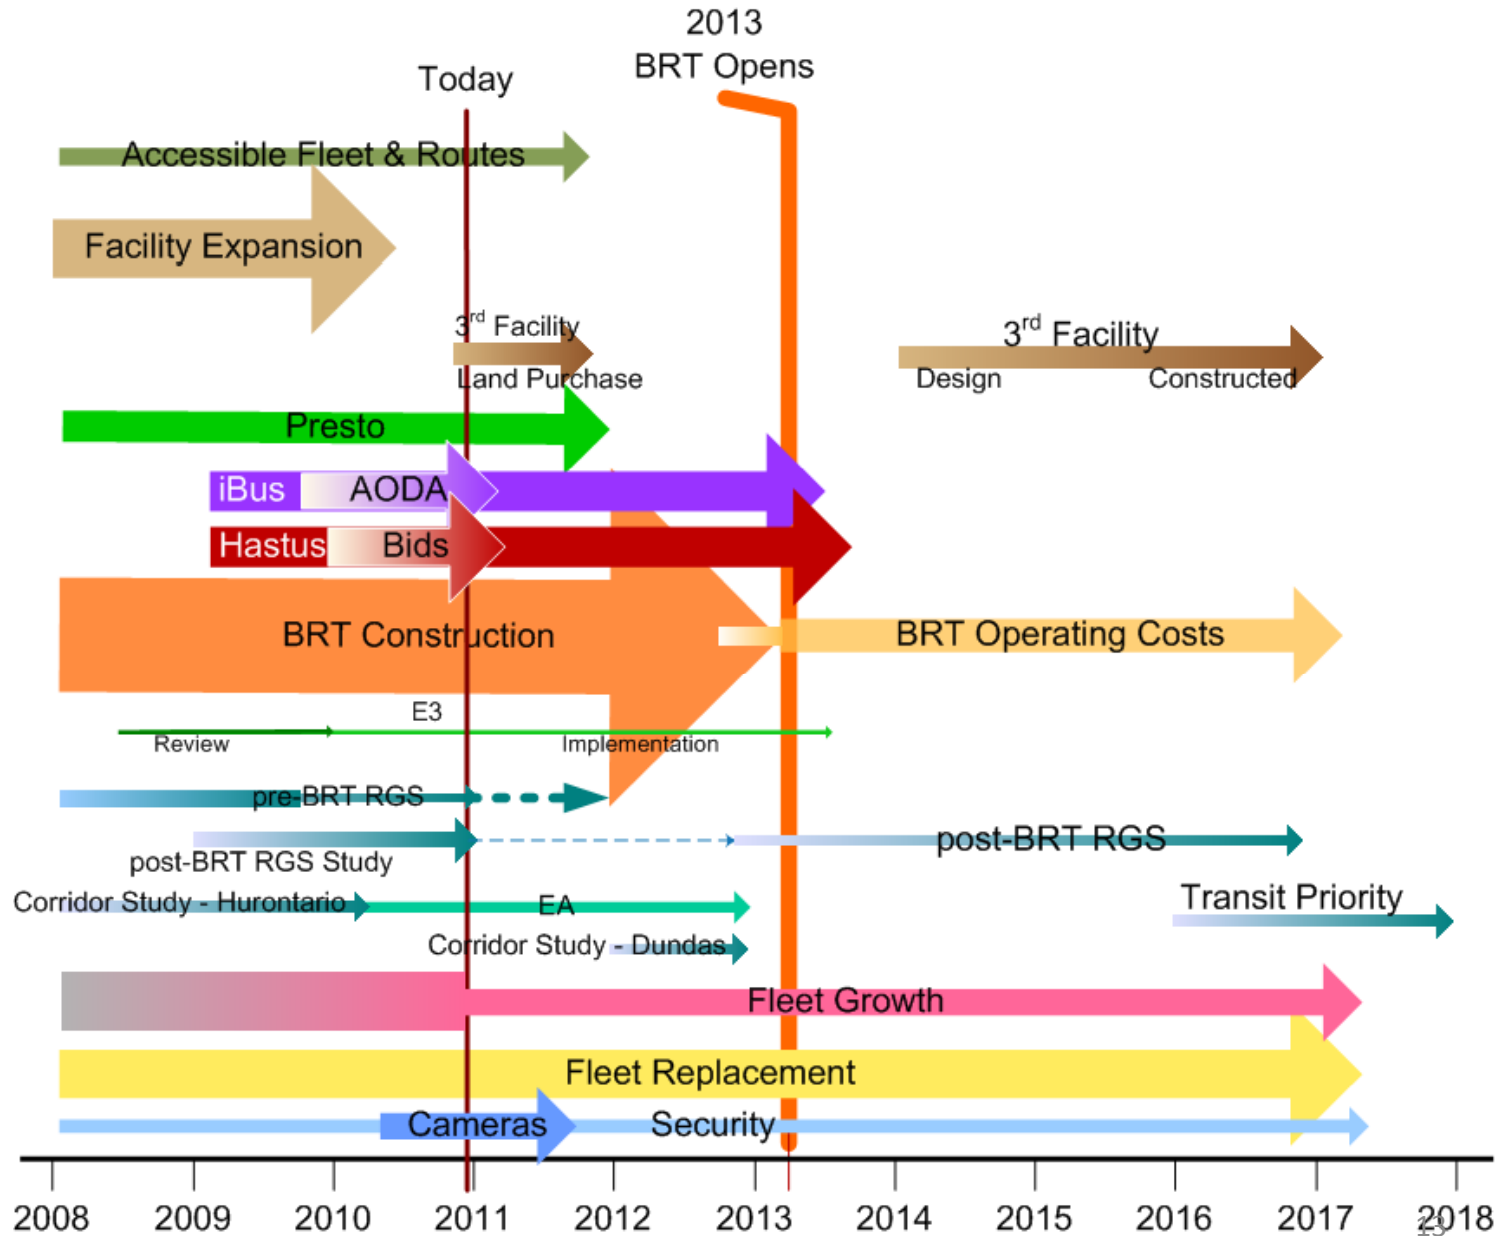 2013
BRT Opens
Today
Accessible Fleet & Routes
Facility Expansion
3rd Facility
Land Purchase
3rd Facility
Design Constructed
Presto
iBus AODA
Hastus Bids
BRT Construction
BRT Operating Costs
E3
Review Implementation
pre-BRT RGS
post-BRT RGS
post-BRT RGS Study
Corridor Study - Hurontario EA
Transit Priority
Corridor Study - Dundas
Fleet Growth
Fleet Replacement
Cameras Security
2008 2009 2010 2011 2012 2013 2014 2015 2016 2017 2018
13